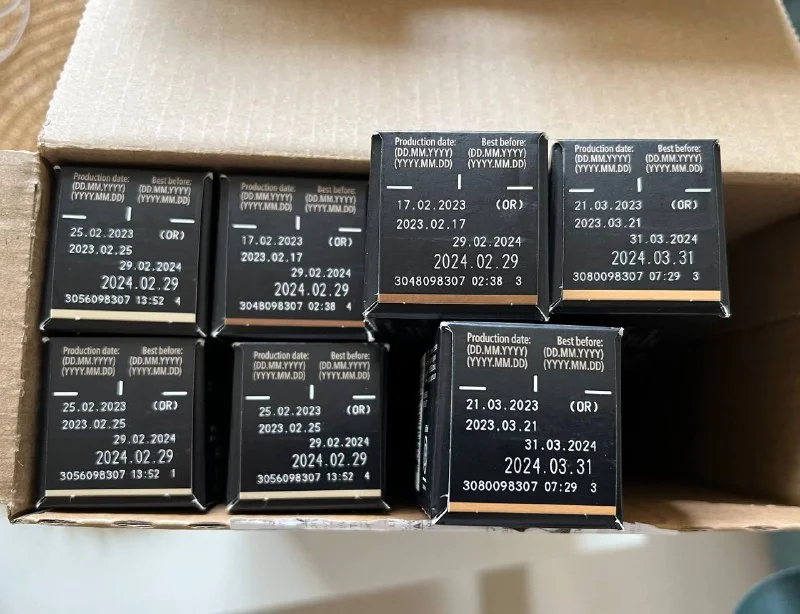 Production date: Best before:
(DD.MM.YYYY) (DD.MM.YYYY)
(YYYY.MM.DD) (YYYY.MM.DD)
25.02.2023 (OR)
2023.02.25
29.02.2024
2024.02.29
3056098307 13:52 4
Production date: Best before:
(DD.MM.YYYY) (DD.MM.YYYY)
(YYYY.MM.DD) (YYYY.MM.DD)
17.02.2023 (OR)
2023.02.17
29.02.2024
2024.02.29
3048098307 02:38 4
Production date: Best before:
(DD.MM.YYYY) (DD.MM.YYYY)
(YYYY.MM.DD) (YYYY.MM.DD)
17.02.2023 (OR)
2023.02.17
29.02.2024
2024.02.29
3048098307 02:38 3
Production date: Best before:
(DD.MM.YYYY) (DD.MM.YYYY)
(YYYY.MM.DD) (YYYY.MM.DD)
21.03.2023 (OR)
2023.03.21
31.03.2024
2024.03.31
3080098307 07:29 3
Production date: Best before:
(DD.MM.YYYY) (DD.MM.YYYY)
(YYYY.MM.DD) (YYYY.MM.DD)
25.02.2023 (OR)
2023.02.25
29.02.2024
2024.02.29
3056098307 13:52 1
Production date: Best before:
(DD.MM.YYYY) (DD.MM.YYYY)
(YYYY.MM.DD) (YYYY.MM.DD)
25.02.2023 (OR)
2023.02.25
29.02.2024
2024.02.29
3056098307 13:52 4
Production date: Best before:
(DD.MM.YYYY) (DD.MM.YYYY)
(YYYY.MM.DD) (YYYY.MM.DD)
21.03.2023 (OR)
2023.03.21
31.03.2024
2024.03.31
3080098307 07:29 3